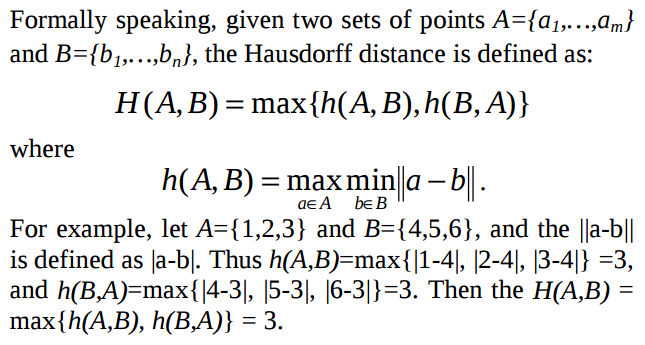 Formally speaking, given two sets of points A={a₁,…,aₘ}
and B={b₁,…,bₙ}, the Hausdorff distance is defined as:
H(A,B)=max{h(A,B),h(B,A)}
where
h(A,B)=max min‖a−b‖.
a∈A b∈B
For example, let A={1,2,3} and B={4,5,6}, and the ||a-b||
is defined as |a-b|. Thus h(A,B)=max{|1-4|, |2-4|, |3-4|} =3,
and h(B,A)=max{|4-3|, |5-3|, |6-3|}=3. Then the H(A,B) =
max{h(A,B), h(B,A)} = 3.